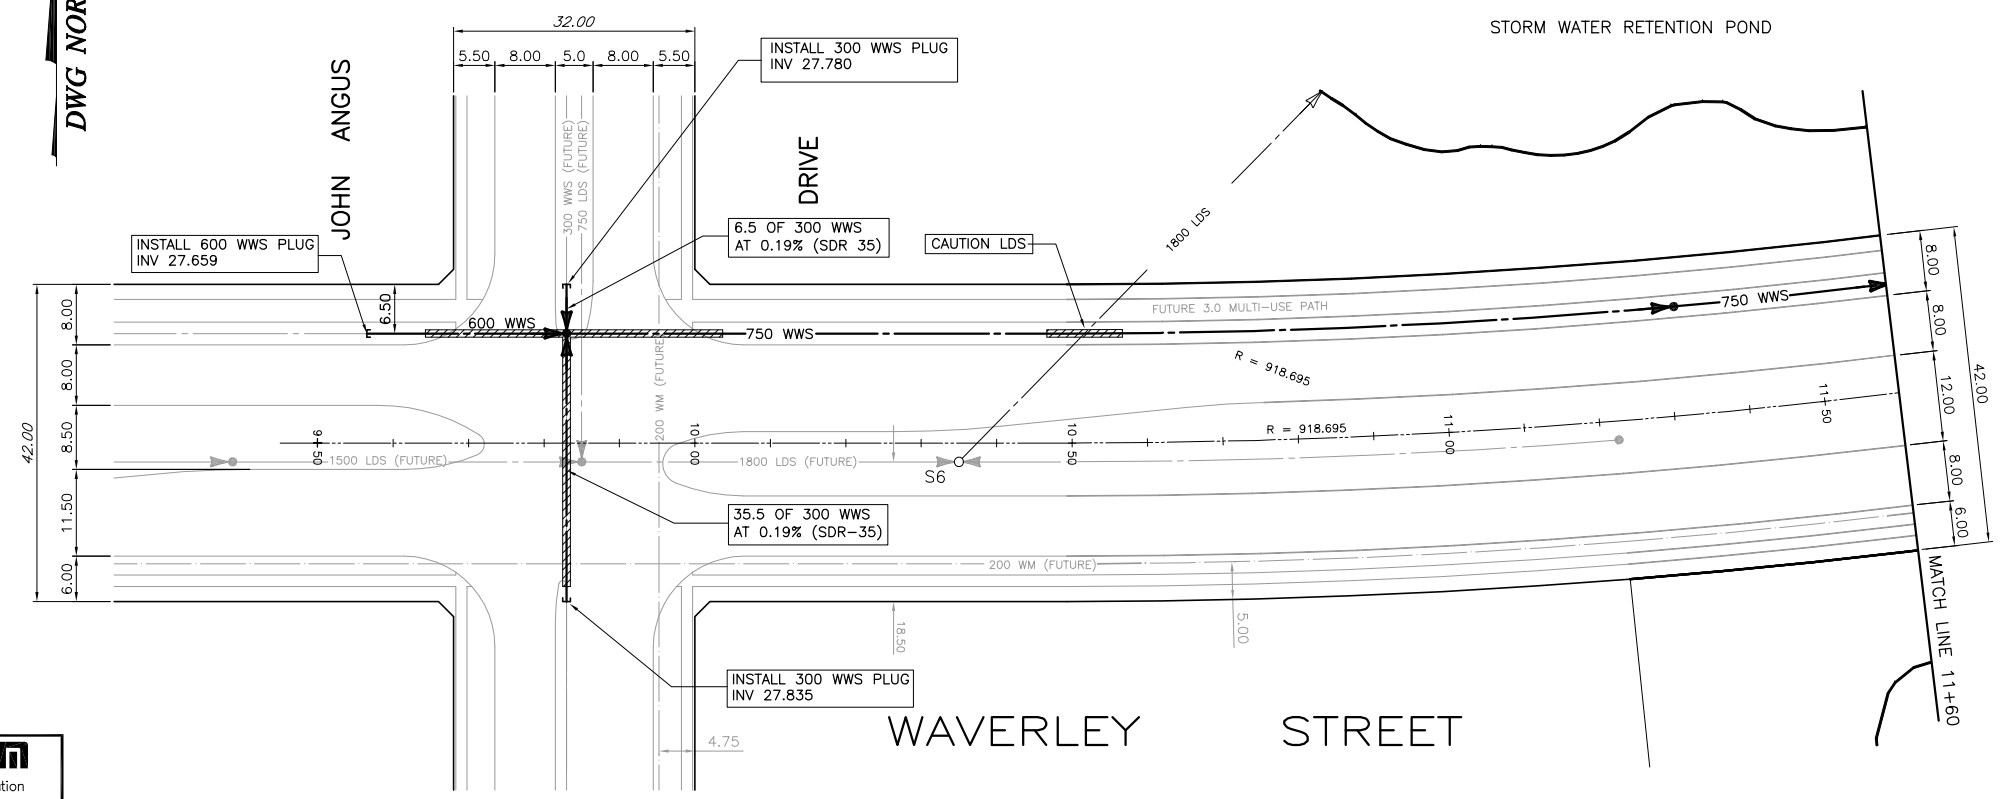 DWG NOR
32.00
5.50 8.00 5.0 8.00 5.50
STORM WATER RETENTION POND
INSTALL 300 WWS PLUG
INV 27.780
JOHN ANGUS
DRIVE
300 WWS (FUTURE)
750 LDS (FUTURE)
6.5 OF 300 WWS
AT 0.19% (SDR 35)
CAUTION LDS
1800 LDS
INSTALL 600 WWS PLUG
INV 27.659
6.50
600 WWS
750 WWS
FUTURE 3.0 MULTI-USE PATH
750 WWS
200 WM (FUTURE)
R = 918.695
R = 918.695
42.00
8.00
8.00
8.50
11.50
6.00
9
50
10
00
10
50
11+00
11+50
1500 LDS (FUTURE)
1800 LDS (FUTURE)
S6
35.5 OF 300 WWS
AT 0.19% (SDR-35)
200 WM (FUTURE)
18.50
5.00
8.00
8.00
12.00
8.00
6.00
42.00
MATCH LINE 11+60
INSTALL 300 WWS PLUG
INV 27.835
4.75
WAVERLEY STREET